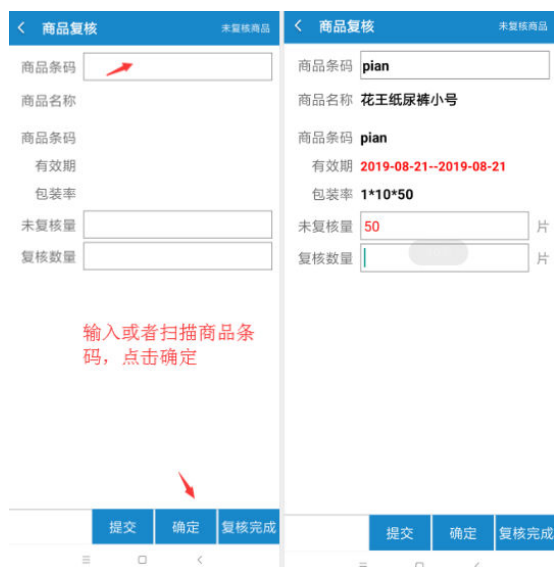 商品复核 未复核商品
商品条码
商品名称
商品条码
有效期
包装率
未复核量
复核数量
输入或者扫描商品条
码，点击确定
提交 确定 复核完成
商品复核 未复核商品
商品条码 pian
商品名称 花王纸尿裤小号
商品条码 pian
有效期 2019-08-21--2019-08-21
包装率 1*10*50
未复核量 50 片
复核数量 片
提交 确定 复核完成